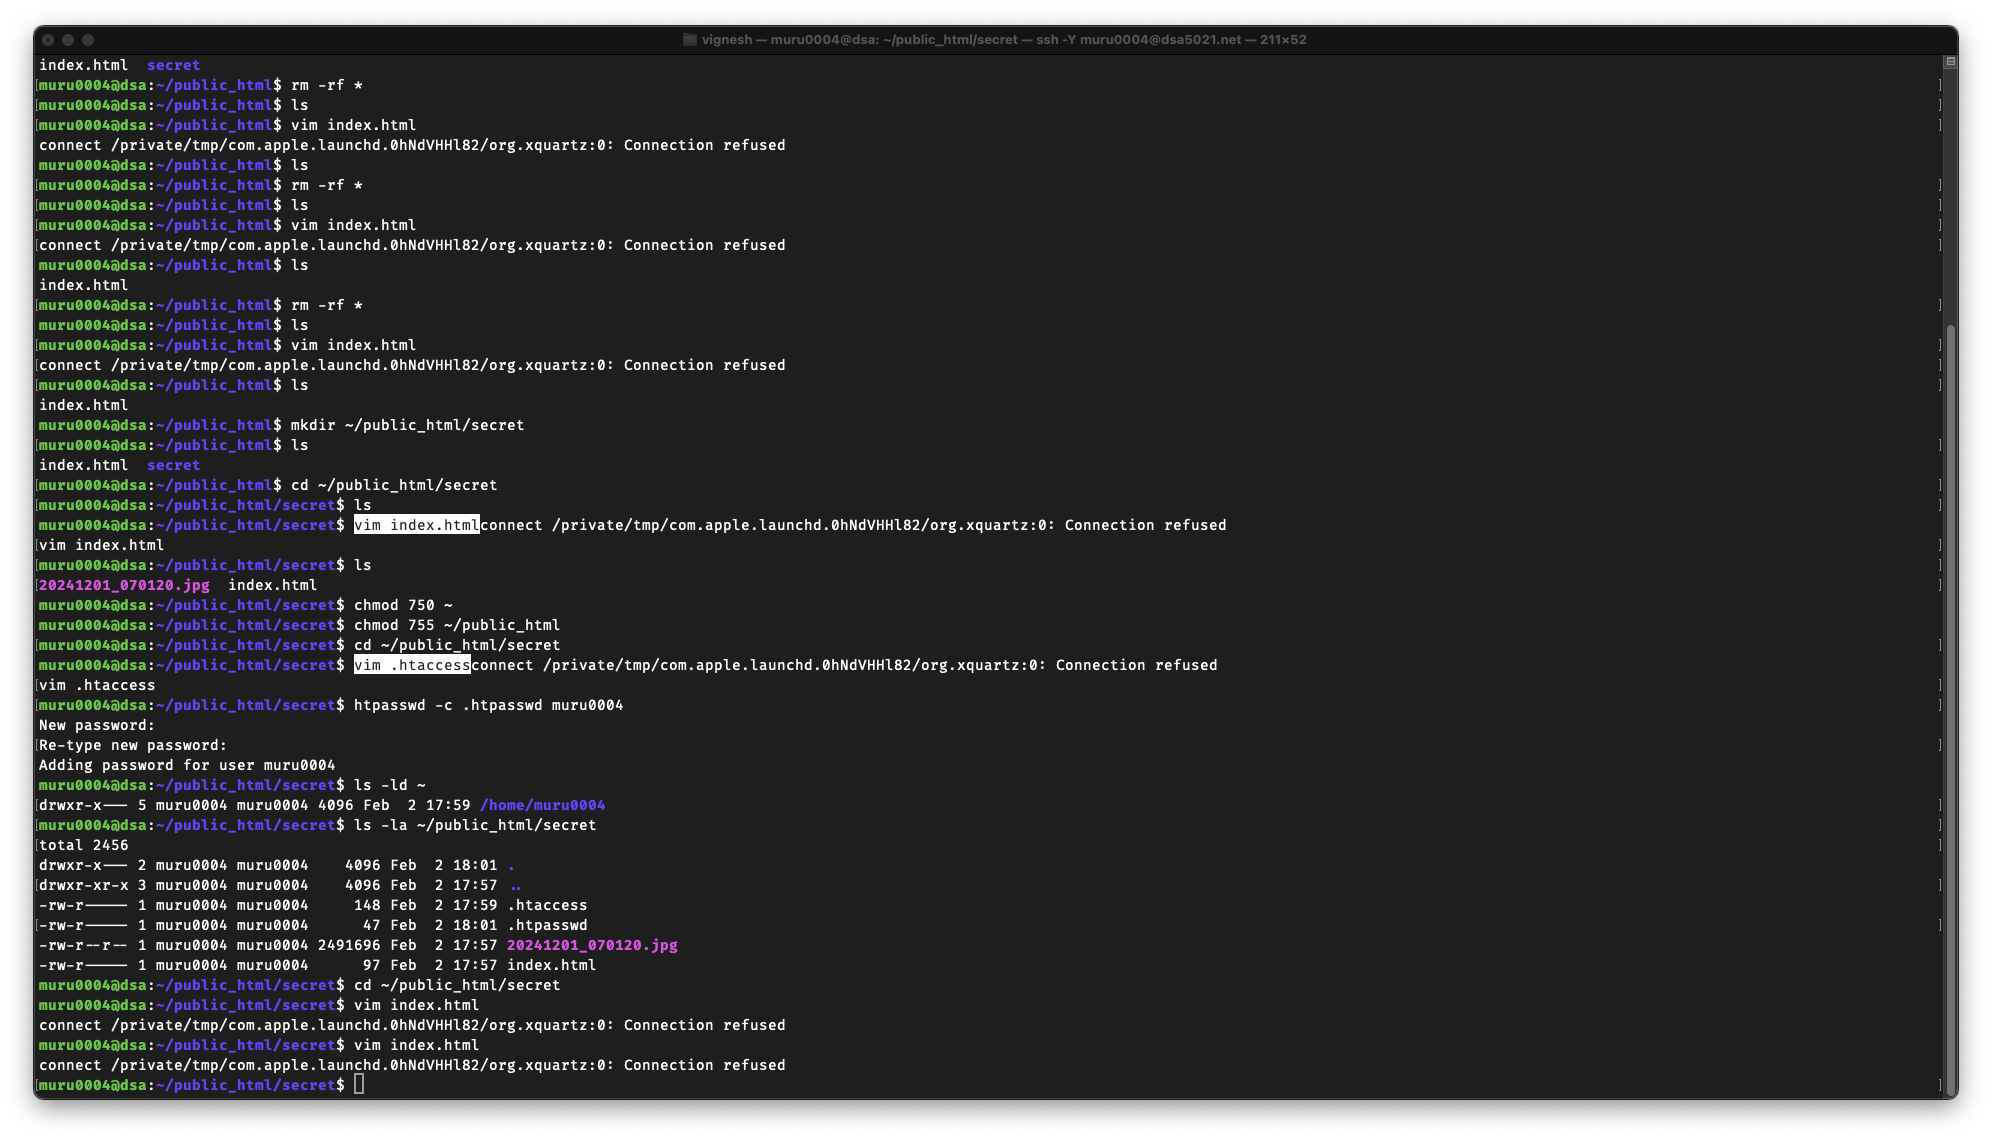 vignesh — muru0004@dsa: ~/public_html/secret — ssh -Y muru0004@dsa5021.net — 211×52
index.html  secret
muru0004@dsa:~/public_html$ rm -rf *
muru0004@dsa:~/public_html$ ls
muru0004@dsa:~/public_html$ vim index.html
connect /private/tmp/com.apple.launchd.0hNdVHHl82/org.xquartz:0: Connection refused
muru0004@dsa:~/public_html$ ls
muru0004@dsa:~/public_html$ rm -rf *
muru0004@dsa:~/public_html$ ls
muru0004@dsa:~/public_html$ vim index.html
connect /private/tmp/com.apple.launchd.0hNdVHHl82/org.xquartz:0: Connection refused
muru0004@dsa:~/public_html$ ls
index.html
muru0004@dsa:~/public_html$ rm -rf *
muru0004@dsa:~/public_html$ ls
muru0004@dsa:~/public_html$ vim index.html
connect /private/tmp/com.apple.launchd.0hNdVHHl82/org.xquartz:0: Connection refused
muru0004@dsa:~/public_html$ ls
index.html
muru0004@dsa:~/public_html$ mkdir ~/public_html/secret
muru0004@dsa:~/public_html$ ls
index.html  secret
muru0004@dsa:~/public_html$ cd ~/public_html/secret
muru0004@dsa:~/public_html/secret$ ls
muru0004@dsa:~/public_html/secret$ vim index.htmlconnect /private/tmp/com.apple.launchd.0hNdVHHl82/org.xquartz:0: Connection refused
vim index.html
muru0004@dsa:~/public_html/secret$ ls
20241201_070120.jpg  index.html
muru0004@dsa:~/public_html/secret$ chmod 750 ~
muru0004@dsa:~/public_html/secret$ chmod 755 ~/public_html
muru0004@dsa:~/public_html/secret$ cd ~/public_html/secret
muru0004@dsa:~/public_html/secret$ vim .htaccessconnect /private/tmp/com.apple.launchd.0hNdVHHl82/org.xquartz:0: Connection refused
vim .htaccess
muru0004@dsa:~/public_html/secret$ htpasswd -c .htpasswd muru0004
New password:
Re-type new password:
Adding password for user muru0004
muru0004@dsa:~/public_html/secret$ ls -ld ~
drwxr-x--- 5 muru0004 muru0004 4096 Feb  2 17:59 /home/muru0004
muru0004@dsa:~/public_html/secret$ ls -la ~/public_html/secret
total 2456
drwxr-x--- 2 muru0004 muru0004    4096 Feb  2 18:01 .
drwxr-xr-x 3 muru0004 muru0004    4096 Feb  2 17:57 ..
-rw-r----- 1 muru0004 muru0004     148 Feb  2 17:59 .htaccess
-rw-r----- 1 muru0004 muru0004      47 Feb  2 18:01 .htpasswd
-rw-r--r-- 1 muru0004 muru0004 2491696 Feb  2 17:57 20241201_070120.jpg
-rw-r----- 1 muru0004 muru0004      97 Feb  2 17:57 index.html
muru0004@dsa:~/public_html/secret$ cd ~/public_html/secret
muru0004@dsa:~/public_html/secret$ vim index.html
connect /private/tmp/com.apple.launchd.0hNdVHHl82/org.xquartz:0: Connection refused
muru0004@dsa:~/public_html/secret$ vim index.html
connect /private/tmp/com.apple.launchd.0hNdVHHl82/org.xquartz:0: Connection refused
muru0004@dsa:~/public_html/secret$